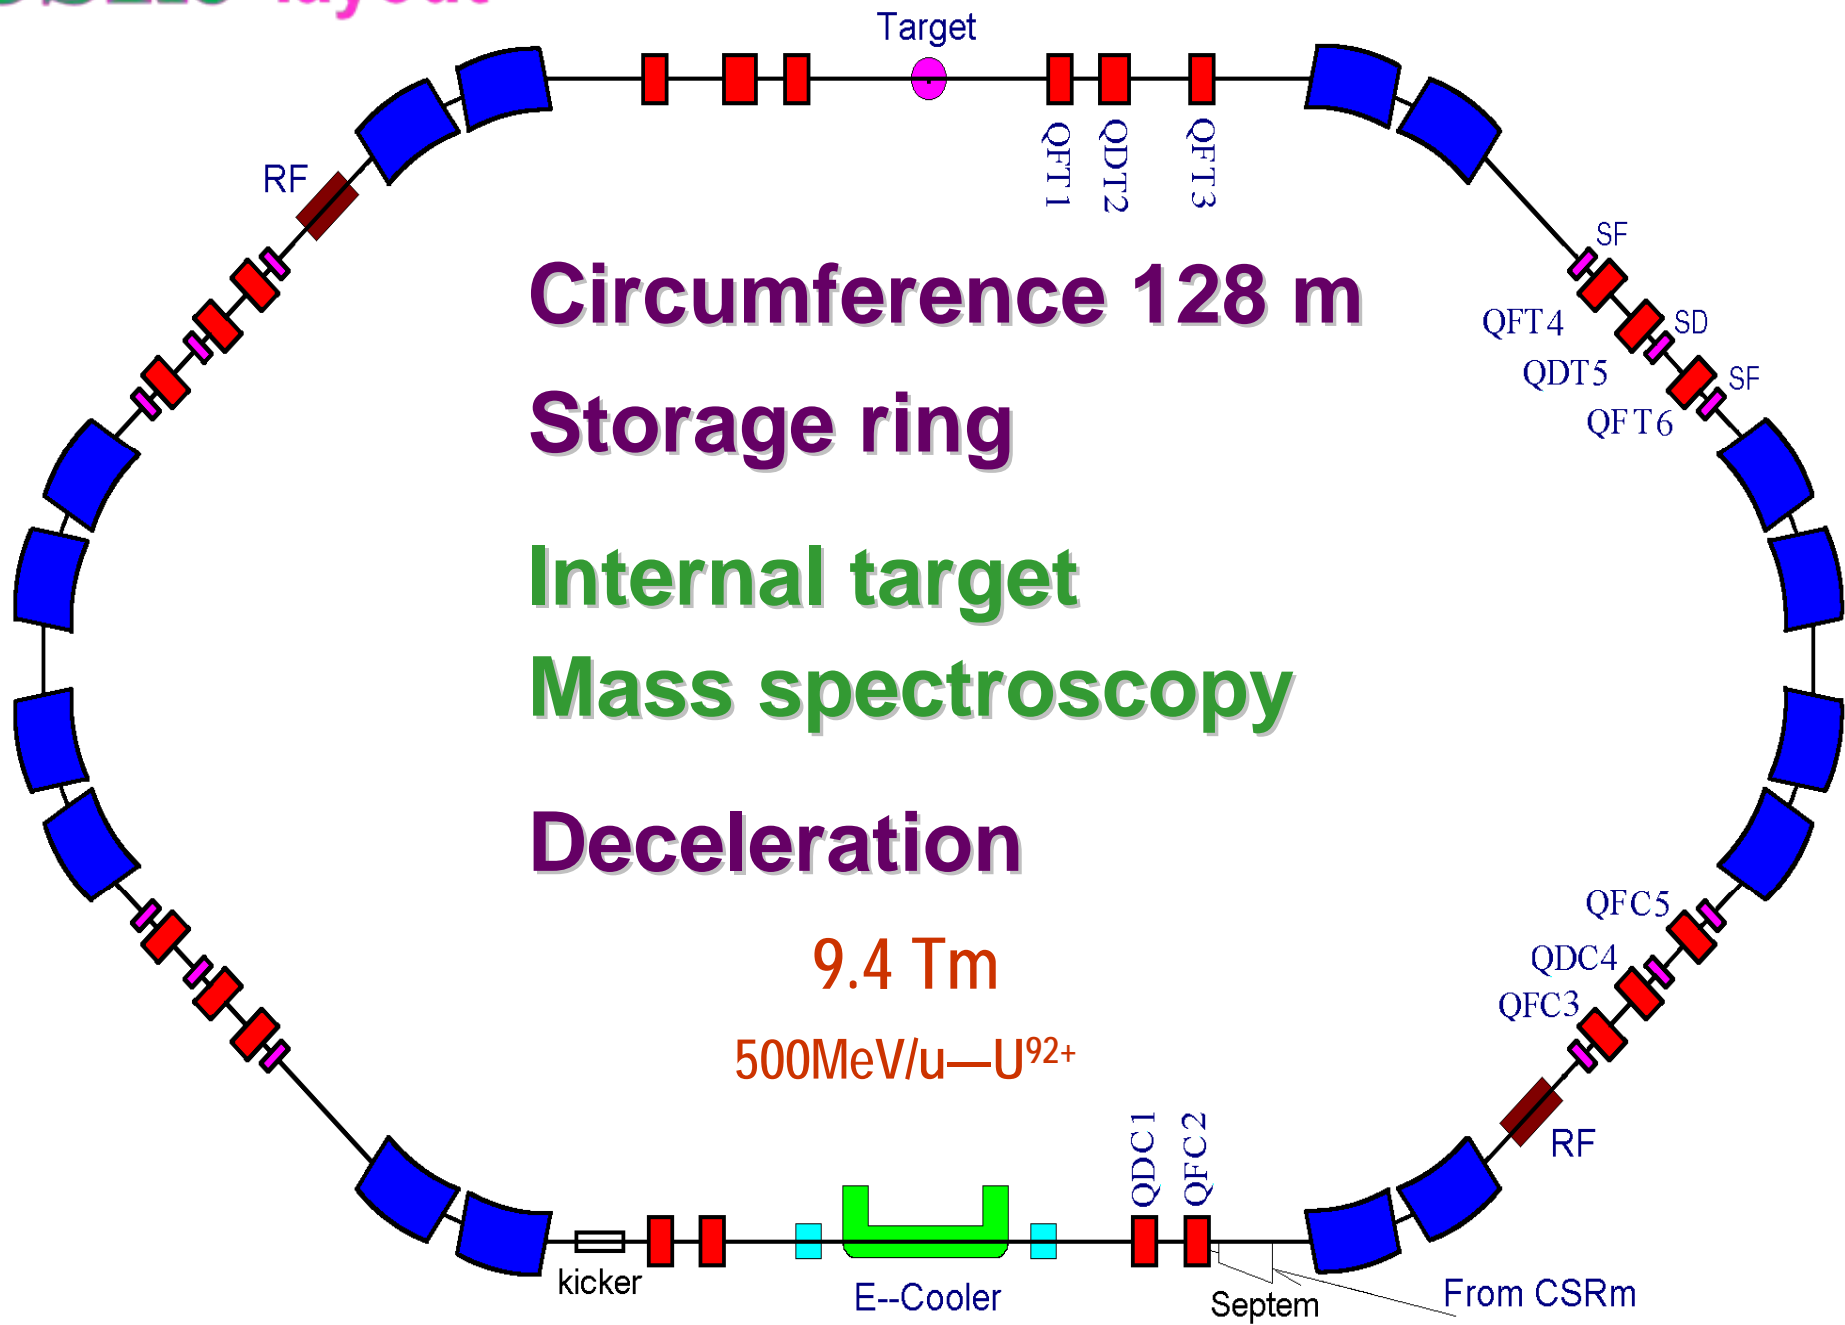 layout
Target
QFT1
QDT2
QFT3
RF
SF
Circumference 128 m
QFT4
SD
QDT5
SF
Storage ring
QFT6
Internal target
Mass spectroscopy
Deceleration
QFC5
9.4 Tm
QDC4
QFC3
500MeV/u—U92+
QDC1
QFC2
RF
kicker
E--Cooler
Septem
From CSRm